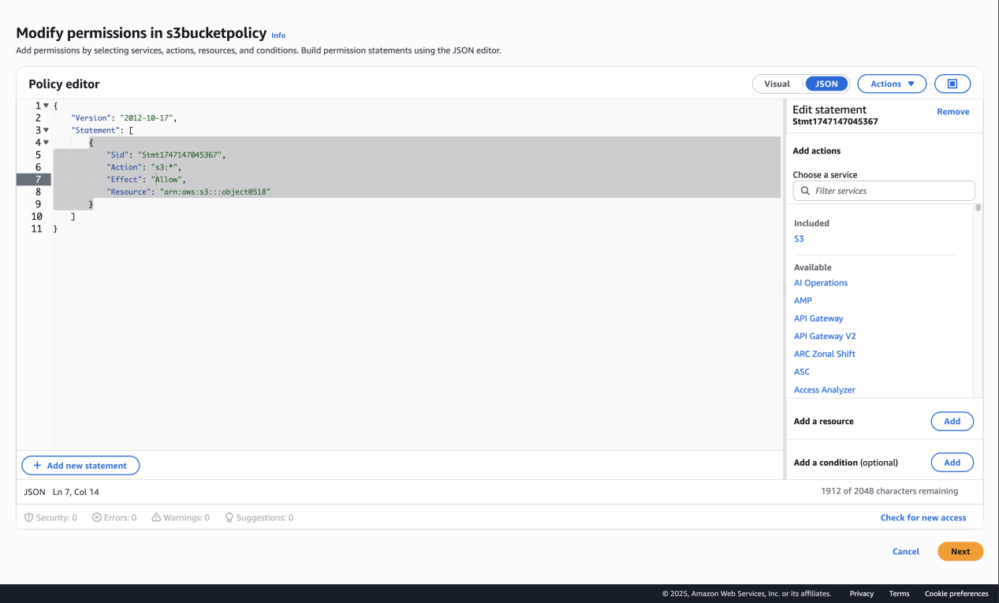 Modify permissions in s3bucketpolicy Info
Add permissions by selecting services, actions, resources, and conditions. Build permission statements using the JSON editor.
Policy editor
Visual
JSON
Actions
1 {
2 "Version": "2012-10-17",
3 "Statement": [
4 {
5 "Sid": "Stmt1747147045367",
6 "Action": "s3:*",
7 "Effect": "Allow",
8 "Resource": "arn:aws:s3:::object0518"
9 }
10 ]
11 }
Edit statement
Remove
Stmt1747147045367
Add actions
Choose a service
Filter services
Included
S3
Available
AI Operations
AMP
API Gateway
API Gateway V2
ARC Zonal Shift
ASC
Access Analyzer
Add a resource
Add
Add a condition (optional)
Add
+ Add new statement
JSON Ln 7, Col 14
1912 of 2048 characters remaining
Security: 0
Errors: 0
Warnings: 0
Suggestions: 0
Check for new access
Cancel
Next
© 2025, Amazon Web Services, Inc. or its affiliates.
Privacy
Terms
Cookie preferences